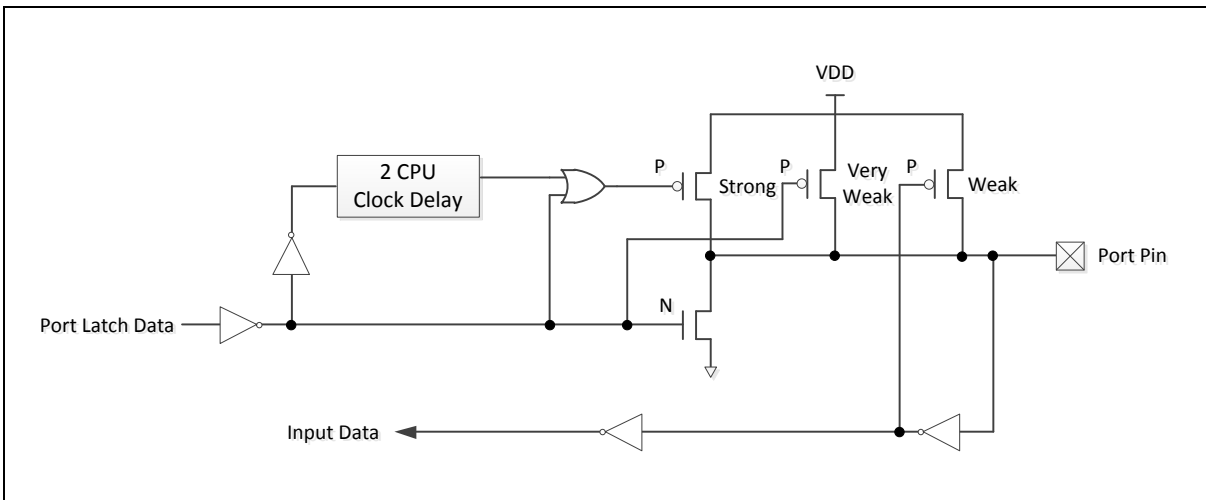 VDD
2 CPU
Clock Delay
P
Strong
P
Very
Weak
P
Weak
Port Pin
N
Port Latch Data
Input Data